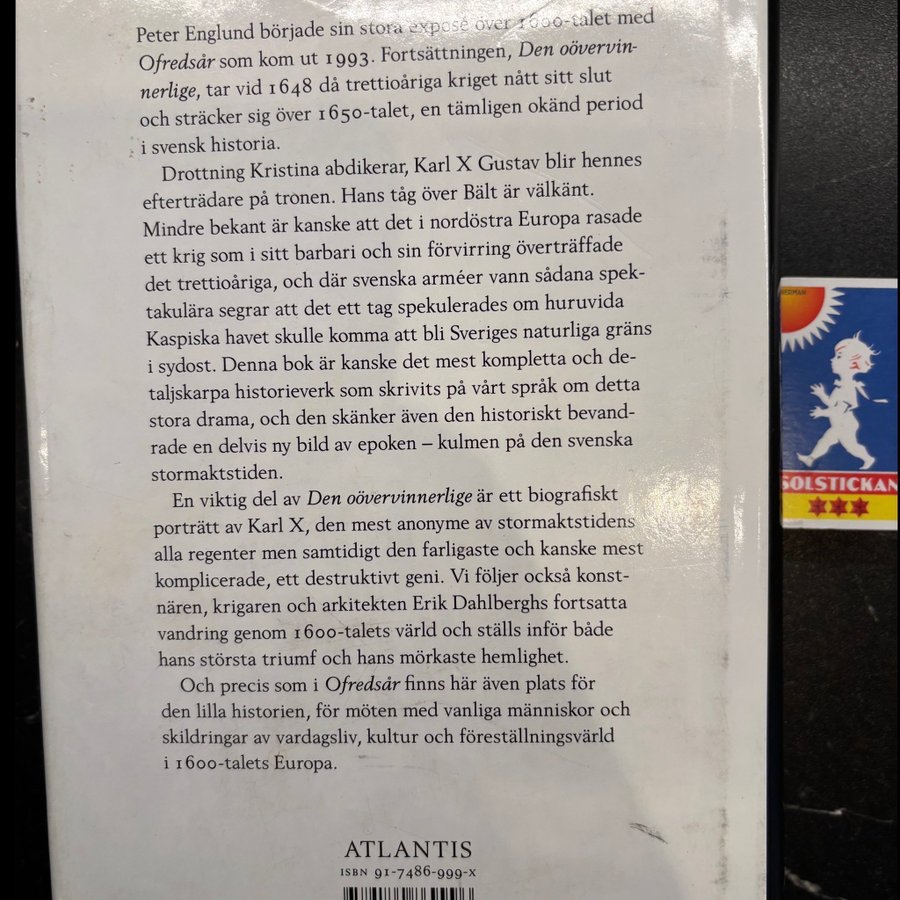 Peter Englund började sin stora exposé över 1600-talet med
Ofredsår som kom ut 1993. Fortsättningen, Den oövervin-
nerlige, tar vid 1648 då trettioåriga kriget nått sitt slut
och sträcker sig över 1650-talet, en tämligen okänd period
i svensk historia.
Drottning Kristina abdikerar, Karl X Gustav blir hennes
efterträdare på tronen. Hans tåg över Bält är välkänt.
Mindre bekant är kanske att det i nordöstra Europa rasade
ett krig som i sitt barbari och sin förvirring överträffade
det trettioåriga, och där svenska arméer vann sådana spek-
takulära segrar att det ett tag spekulerades om huruvida
Kaspiska havet skulle komma att bli Sveriges naturliga gräns
i sydost. Denna bok är kanske det mest kompletta och de-
taljskarpa historieverk som skrivits på vårt språk om detta
stora drama, och den skänker även den historiskt bevand-
rade en delvis ny bild av epoken – kulmen på den svenska
stormaktstiden.
En viktig del av Den oövervinnerlige är ett biografiskt
porträtt av Karl X, den mest anonyme av stormaktstidens
alla regenter men samtidigt den farligaste och kanske mest
komplicerade, ett destruktivt geni. Vi följer också konst-
nären, krigaren och arkitekten Erik Dahlberghs fortsatta
vandring genom 1600-talets värld och ställs inför både
hans största triumf och hans mörkaste hemlighet.
Och precis som i Ofredsår finns här även plats för
den lilla historien, för möten med vanliga människor och
skildringar av vardagsliv, kultur och föreställningsvärld
i 1600-talets Europa.
ATLANTIS
ISBN 91-7486-999-X
HERMAN
SOLSTICKAN